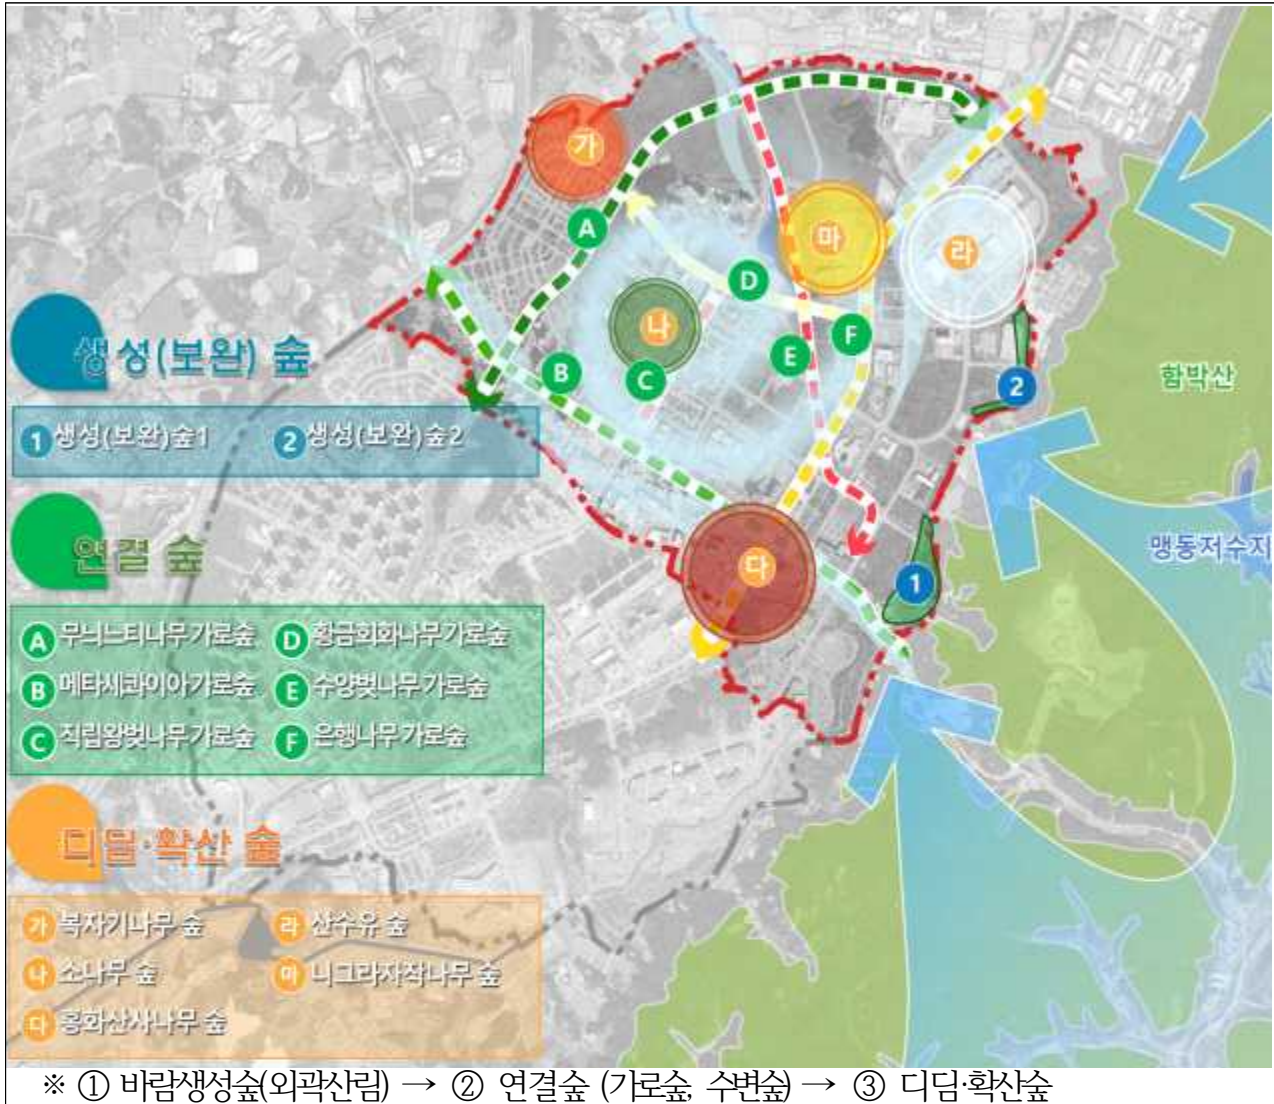 가
A
마
라
D
나
F
E
B
C
함박산
생성(보완) 숲
2
1 생성(보완)숲1 2 생성(보완)숲2
맹동저수지
연결 숲
다
1
A 무늬느티나무가로숲 D 황금회화나무가로숲
B 메타세콰이아가로숲 E 수양벚나무가로숲
C 직립왕벚나무가로숲 F 은행나무가로숲
디딤·확산 숲
가 복자기나무 숲 라 산수유 숲
나 소나무 숲 마 니그라자작나무 숲
다 홍화산사나무 숲
※ ① 바람생성숲(외곽산림) → ② 연결숲 (가로숲, 수변숲) → ③ 디딤·확산숲